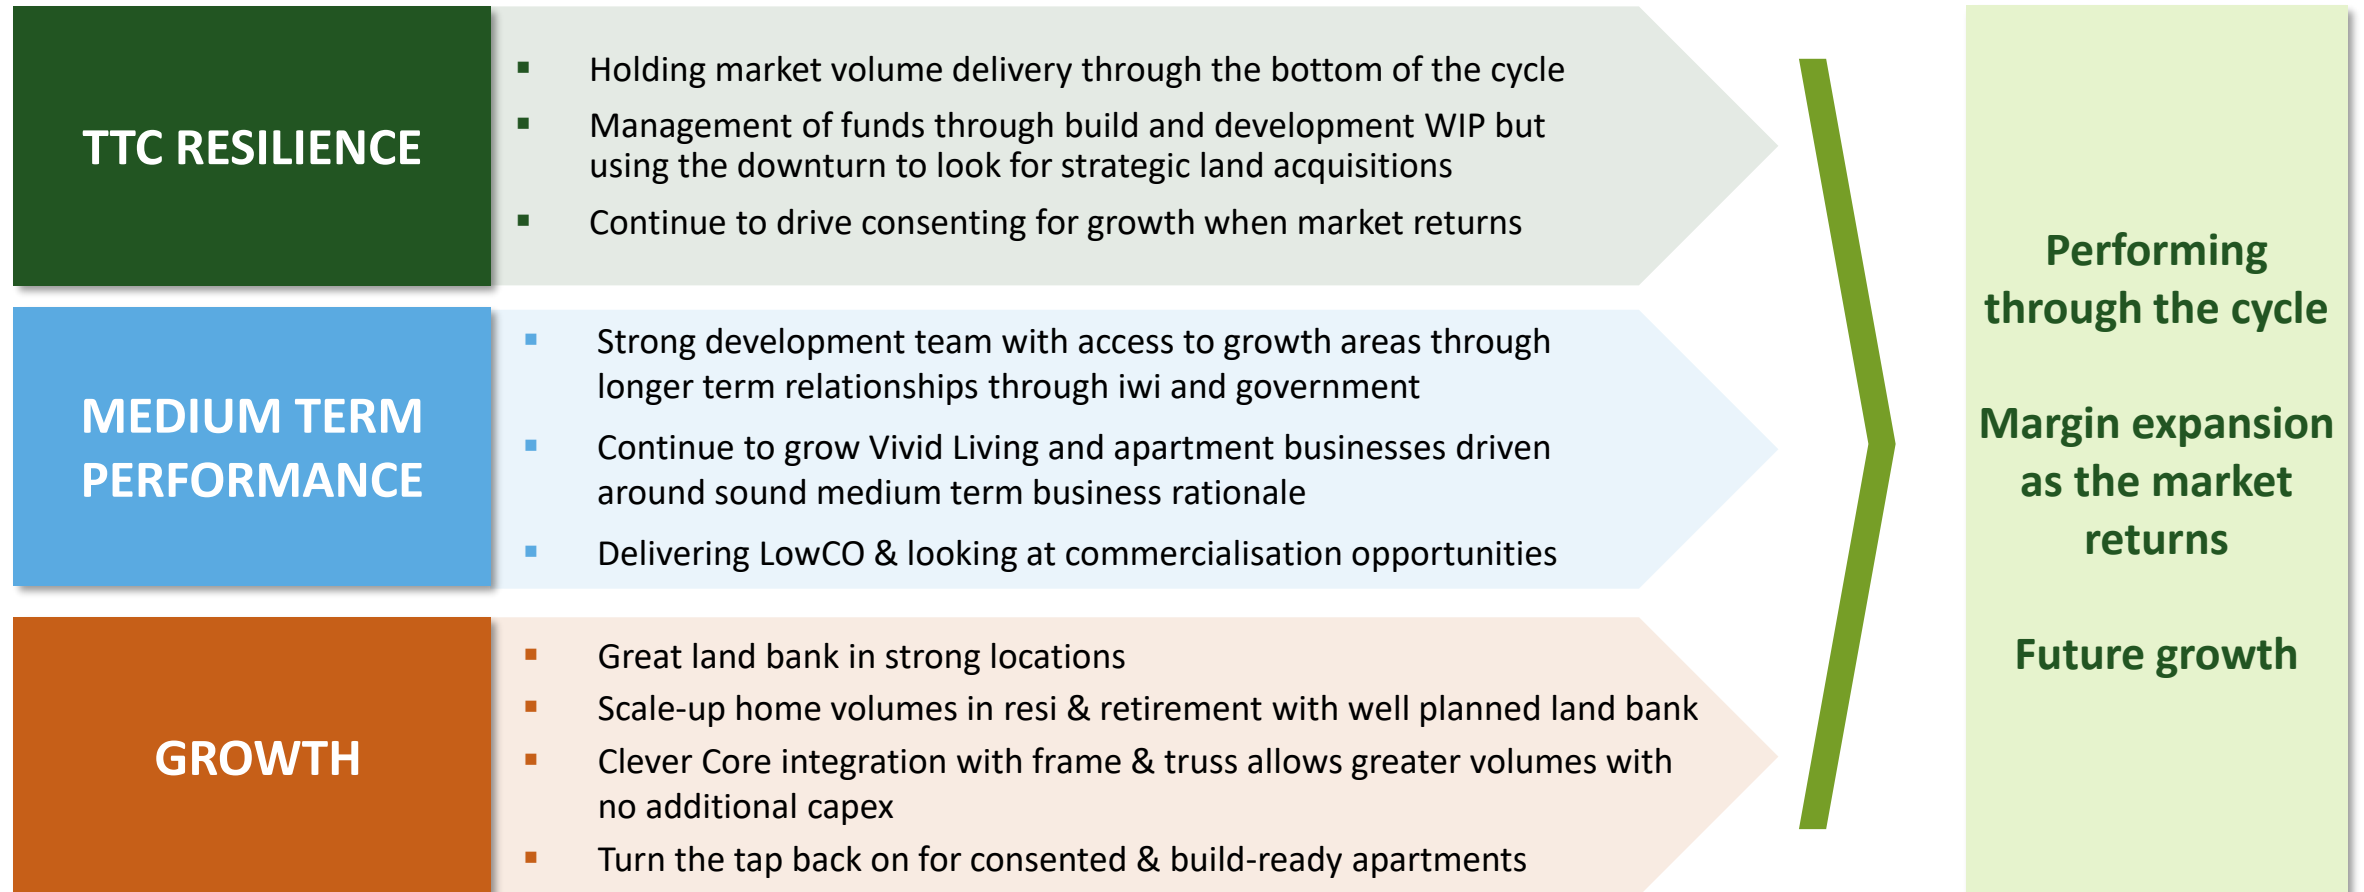 TTC RESILIENCE
▪ Holding market volume delivery through the bottom of the cycle
▪ Management of funds through build and development WIP but
using the downturn to look for strategic land acquisitions
▪ Continue to drive consenting for growth when market returns
MEDIUM TERM
PERFORMANCE
▪ Strong development team with access to growth areas through
longer term relationships through iwi and government
▪ Continue to grow Vivid Living and apartment businesses driven
around sound medium term business rationale
▪ Delivering LowCO & looking at commercialisation opportunities
GROWTH
▪ Great land bank in strong locations
▪ Scale-up home volumes in resi & retirement with well planned land bank
▪ Clever Core integration with frame & truss allows greater volumes with
no additional capex
▪ Turn the tap back on for consented & build-ready apartments
Performing
through the cycle
Margin expansion
as the market
returns
Future growth